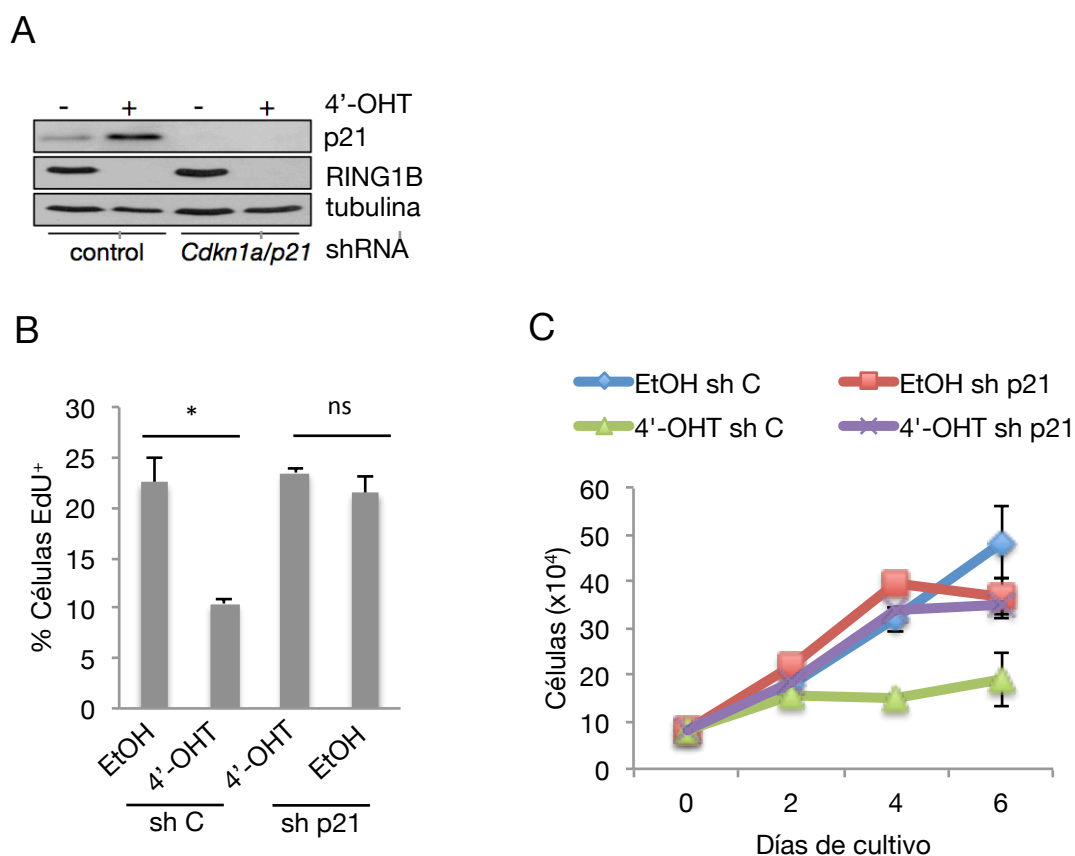 A
- + - + 4'-OHT
p21
RING1B
tubulina
control Cdkn1a/p21 shRNA
B
* ns
30
25
20
15
10
5
0
% Células EdU⁺
EtOH 4'-OHT 4'-OHT EtOH
sh C sh p21
C
EtOH sh C EtOH sh p21
4'-OHT sh C 4'-OHT sh p21
60
50
40
30
20
10
0
Células (x10⁴)
0 2 4 6
Días de cultivo